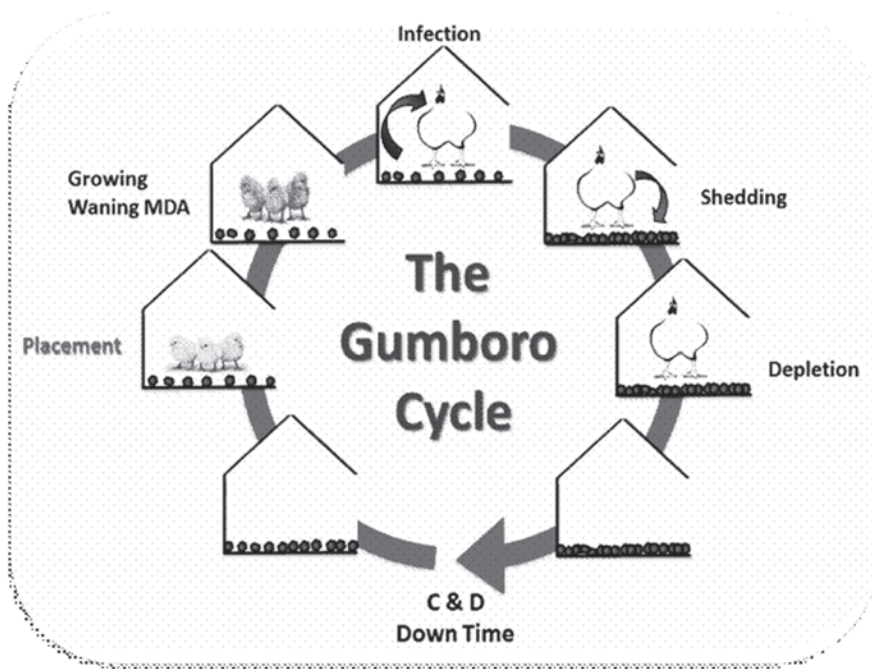 Infection
Growing
Waning MDA
Shedding
The
Gumboro
Cycle
Placement
Depletion
C & D
Down Time